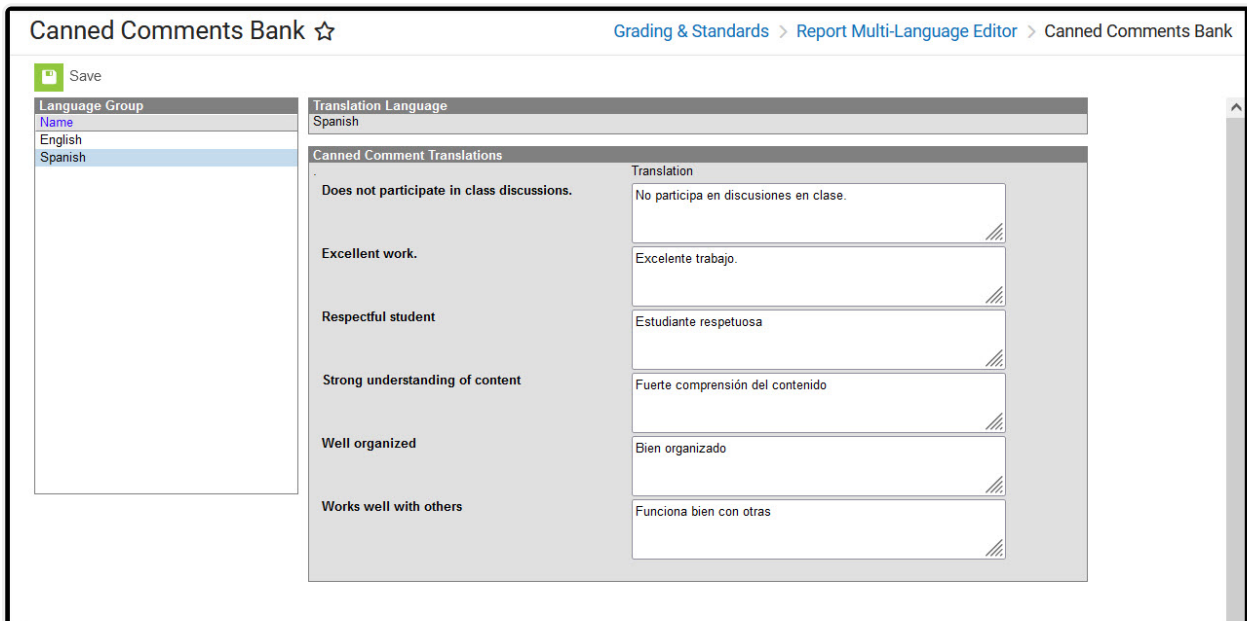 Canned Comments Bank
Grading & Standards > Report Multi-Language Editor > Canned Comments Bank
Save
Language Group
Name
English
Spanish
Translation Language
Spanish
Canned Comment Translations
. Translation
Does not participate in class discussions. No participa en discusiones en clase.
Excellent work. Excelente trabajo.
Respectful student Estudiante respetuosa
Strong understanding of content Fuerte comprensión del contenido
Well organized Bien organizado
Works well with others Funciona bien con otras